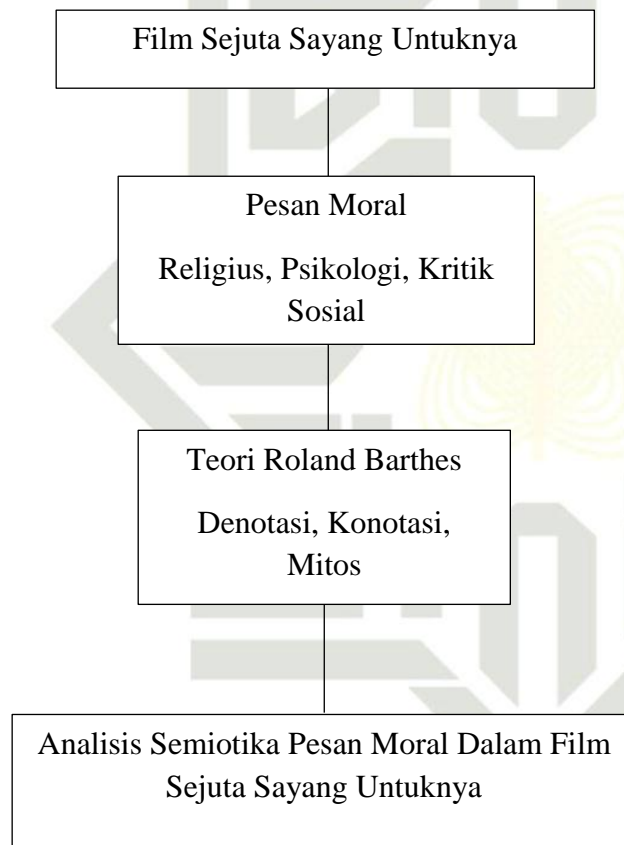 Film Sejuta Sayang Untuknya
Pesan Moral
Religius, Psikologi, Kritik
Sosial
Teori Roland Barthes
Denotasi, Konotasi,
Mitos
Analisis Semiotika Pesan Moral Dalam Film
Sejuta Sayang Untuknya